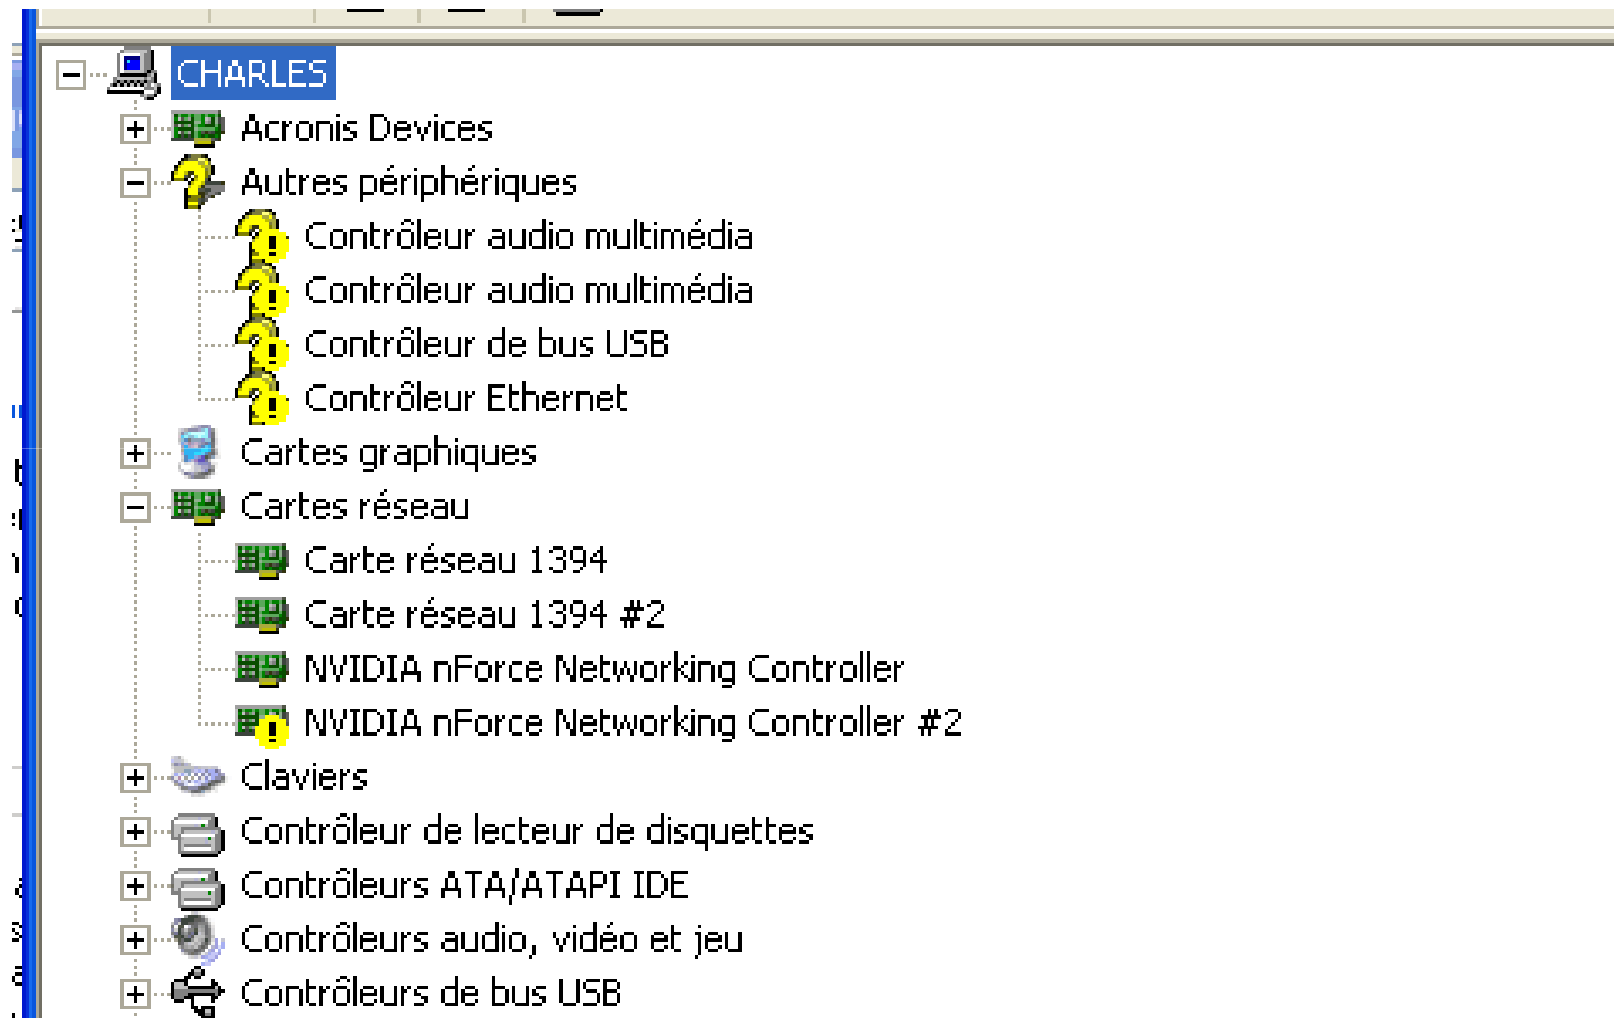 CHARLES
Acronis Devices
Autres périphériques
Contrôleur audio multimédia
Contrôleur audio multimédia
Contrôleur de bus USB
Contrôleur Ethernet
Cartes graphiques
Cartes réseau
Carte réseau 1394
Carte réseau 1394 #2
NVIDIA nForce Networking Controller
NVIDIA nForce Networking Controller #2
Claviers
Contrôleur de lecteur de disquettes
Contrôleurs ATA/ATAPI IDE
Contrôleurs audio, vidéo et jeu
Contrôleurs de bus USB